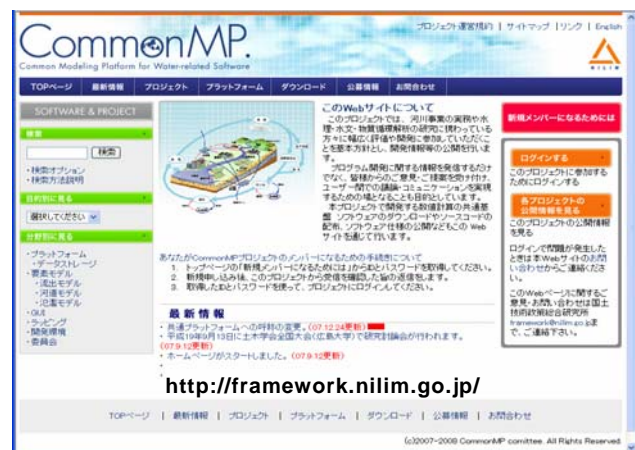 プロジェクト運営規約 | サイトマップ | リンク | English
CommonMP.
Common Modeling Platform for Water-related Software
NILIM
TOPページ 最新情報 プロジェクト プラットフォーム ダウンロード 公募情報 お問合わせ
SOFTWARE & PROJECT
検索
検索
・検索オプション
・検索方法説明
目的別に見る
選択してください
分野別に見る
・プラットフォーム
・データストレージ
・要素モデル
・流出モデル
・河道モデル
・氾濫モデル
・GUI
・ラッピング
・開発環境
・委員会
このWebサイトについて
このプロジェクトでは、河川事業の実務や水
理・水文・物質循環解析の研究に携わっている
方々に幅広く評価や開発に参加していただくこ
とを基本方針とし、開発情報等の公開を行いま
す。
プログラム開発に関する情報を発信するだけ
でなく、皆様からのご意見・ご提案を受け付け、
ユーザー間での議論・コミュニケーションを実現
するための場となることも目的としています。
本プロジェクトで開発する数値計算の共通基
盤 ソフトウェアのダウンロードやソースコードの
配布、ソフトウェア仕様の公開などもこの Web
サイトを通じて行います。
あなたがCommonMPプロジェクトのメンバーになるための手続きについて
1. トップページの「新規メンバーになるためには」からIDとパスワードを取得してください。
2. 新規申し込み後、このプロジェクトから受信を確認した旨の返信をします。
3. 取得したIDとパスワードを使って、プロジェクトにログインしてください。
最新情報
・共通プラットフォームへの呼称の変更。(07.12.24更新)
・平成19年9月13日に土木学会全国大会(広島大学)で研究討論会が行われます。
(07.9.12更新)
・ホームページがスタートしました。(07.9.12更新)
新規メンバーになるためには
ログインする
このプロジェクトに参加する
ためにログインする
各プロジェクトの
公開情報を見る
このプロジェクトの公開情報
を見る
ログインで問題が発生した
ときは本Webサイトのお問
い合わせからご連絡くださ
い。
このWebページに関するご
意見・お問い合わせは国土
技術政策総合研究所
framework@nilim.go.jpま
で、ご連絡下さい。
http://framework.nilim.go.jp/
TOPページ | 最新情報 | プロジェクト | プラットフォーム | ダウンロード | 公募情報 | お問合わせ
(c)2007-2008 CommonMP comittee. All Rights Reserved